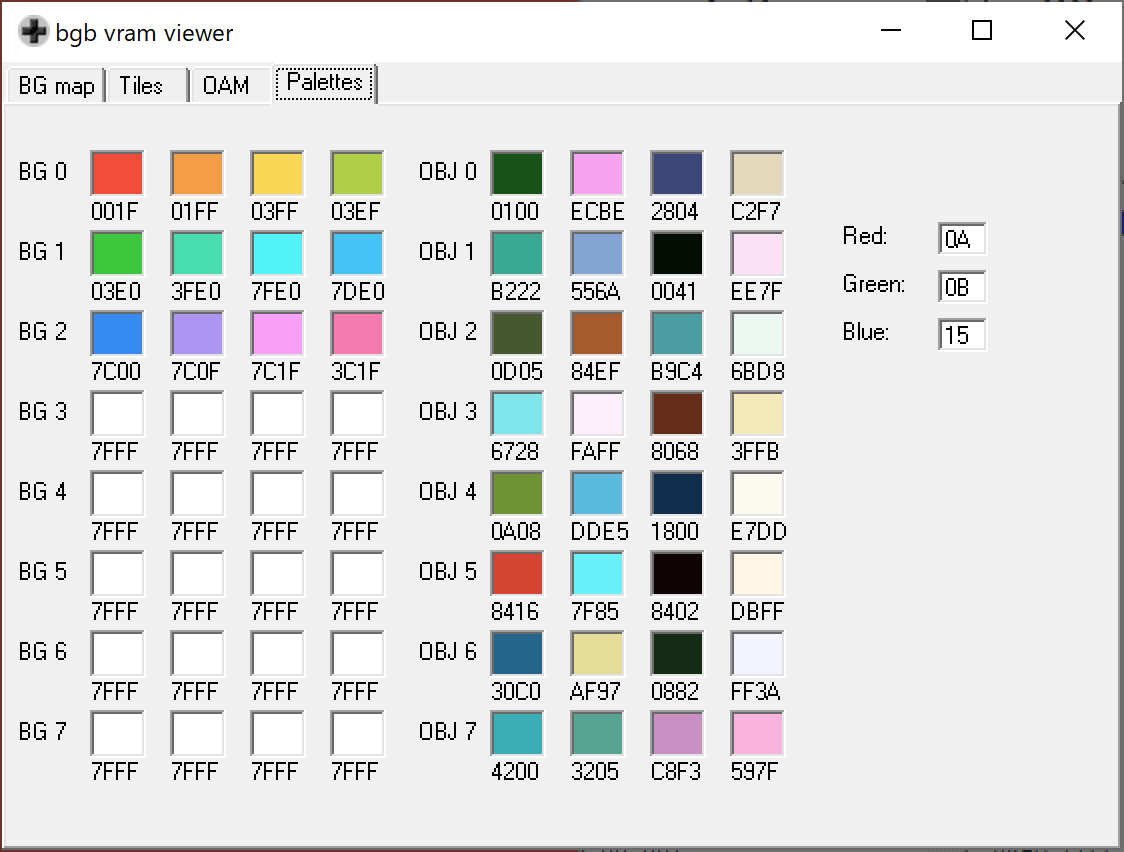 bgb vram viewer
BG map Tiles OAM Palettes
BG 0 OBJ 0
001F 01FF 03FF 03EF 0100 ECBE 2804 C2F7
Red: 0A
BG 1 OBJ 1
03E0 3FE0 7FE0 7DE0 B222 556A 0041 EE7F
Green: 0B
BG 2 OBJ 2 Blue: 15
7C00 7C0F 7C1F 3C1F 0D05 84EF B9C4 6BD8
BG 3 OBJ 3
7FFF 7FFF 7FFF 7FFF 6728 FAFF 8068 3FFB
BG 4 OBJ 4
7FFF 7FFF 7FFF 7FFF 0A08 DDE5 1800 E7DD
BG 5 OBJ 5
7FFF 7FFF 7FFF 7FFF 8416 7F85 8402 DBFF
BG 6 OBJ 6
7FFF 7FFF 7FFF 7FFF 30C0 AF97 0882 FF3A
BG 7 OBJ 7
7FFF 7FFF 7FFF 7FFF 4200 3205 C8F3 597F